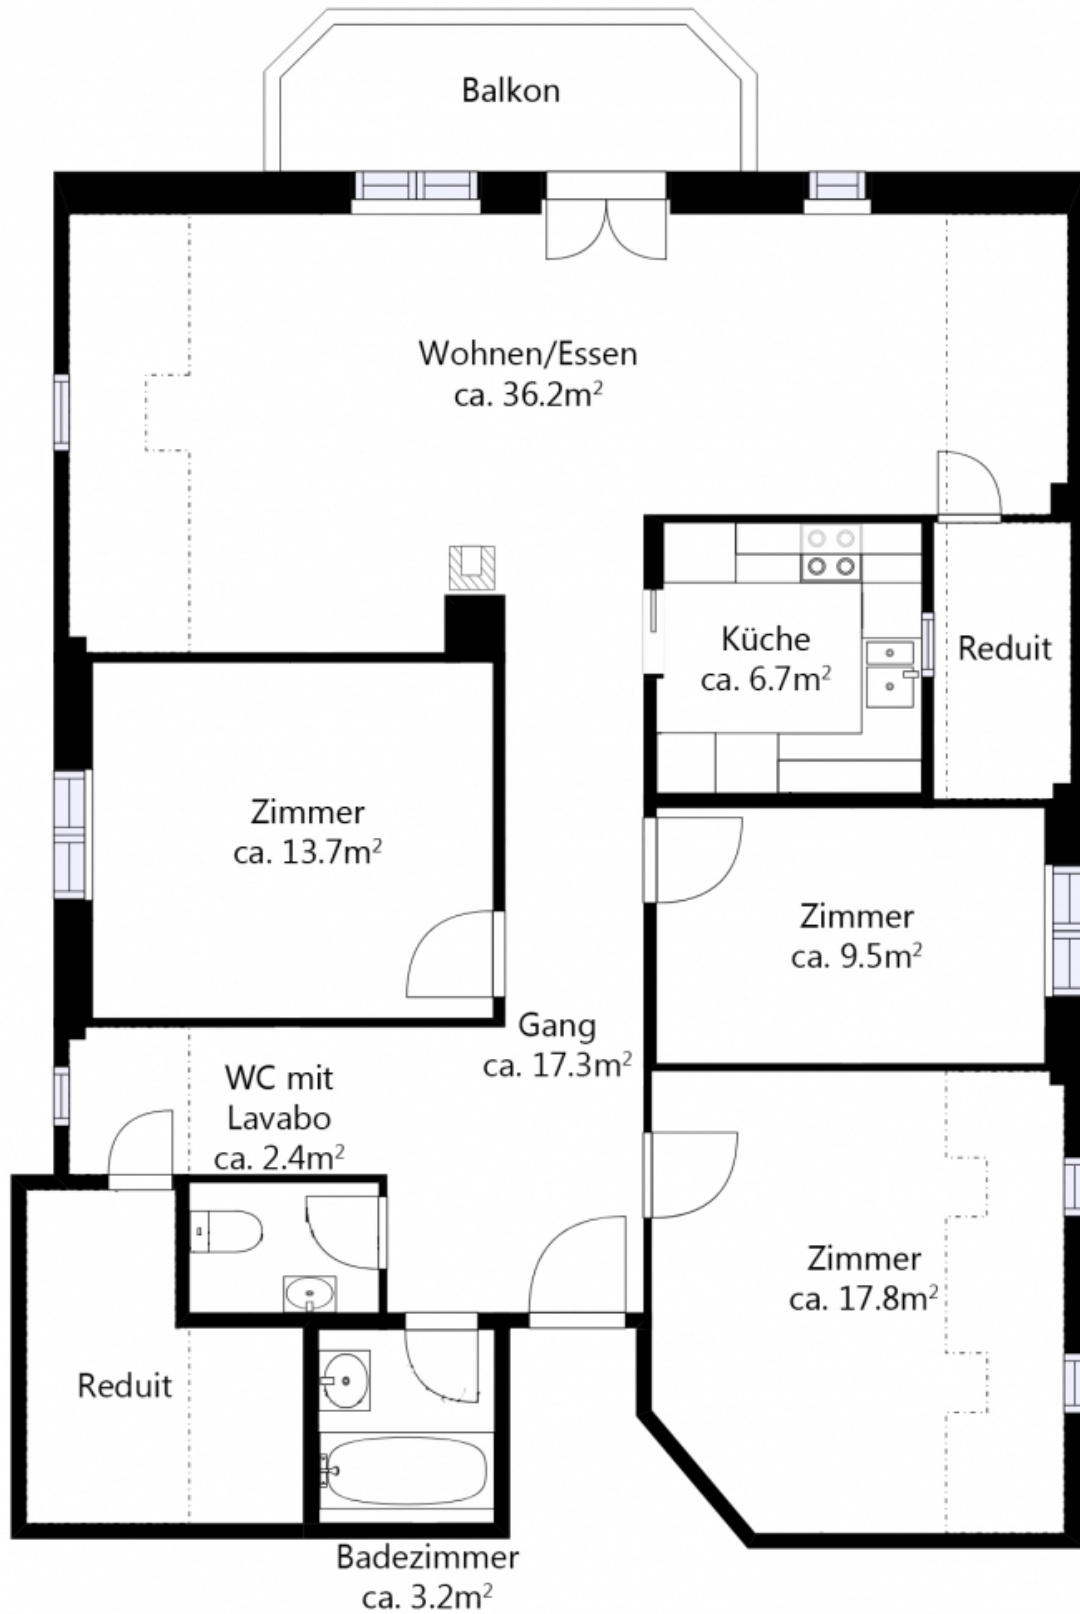 Balkon
Wohnen/Essen
ca. 36.2m²
Küche
ca. 6.7m²
Reduit
Zimmer
ca. 13.7m²
Zimmer
ca. 9.5m²
Gang
ca. 17.3m²
WC mit
Lavabo
ca. 2.4m²
Zimmer
ca. 17.8m²
Reduit
Badezimmer
ca. 3.2m²